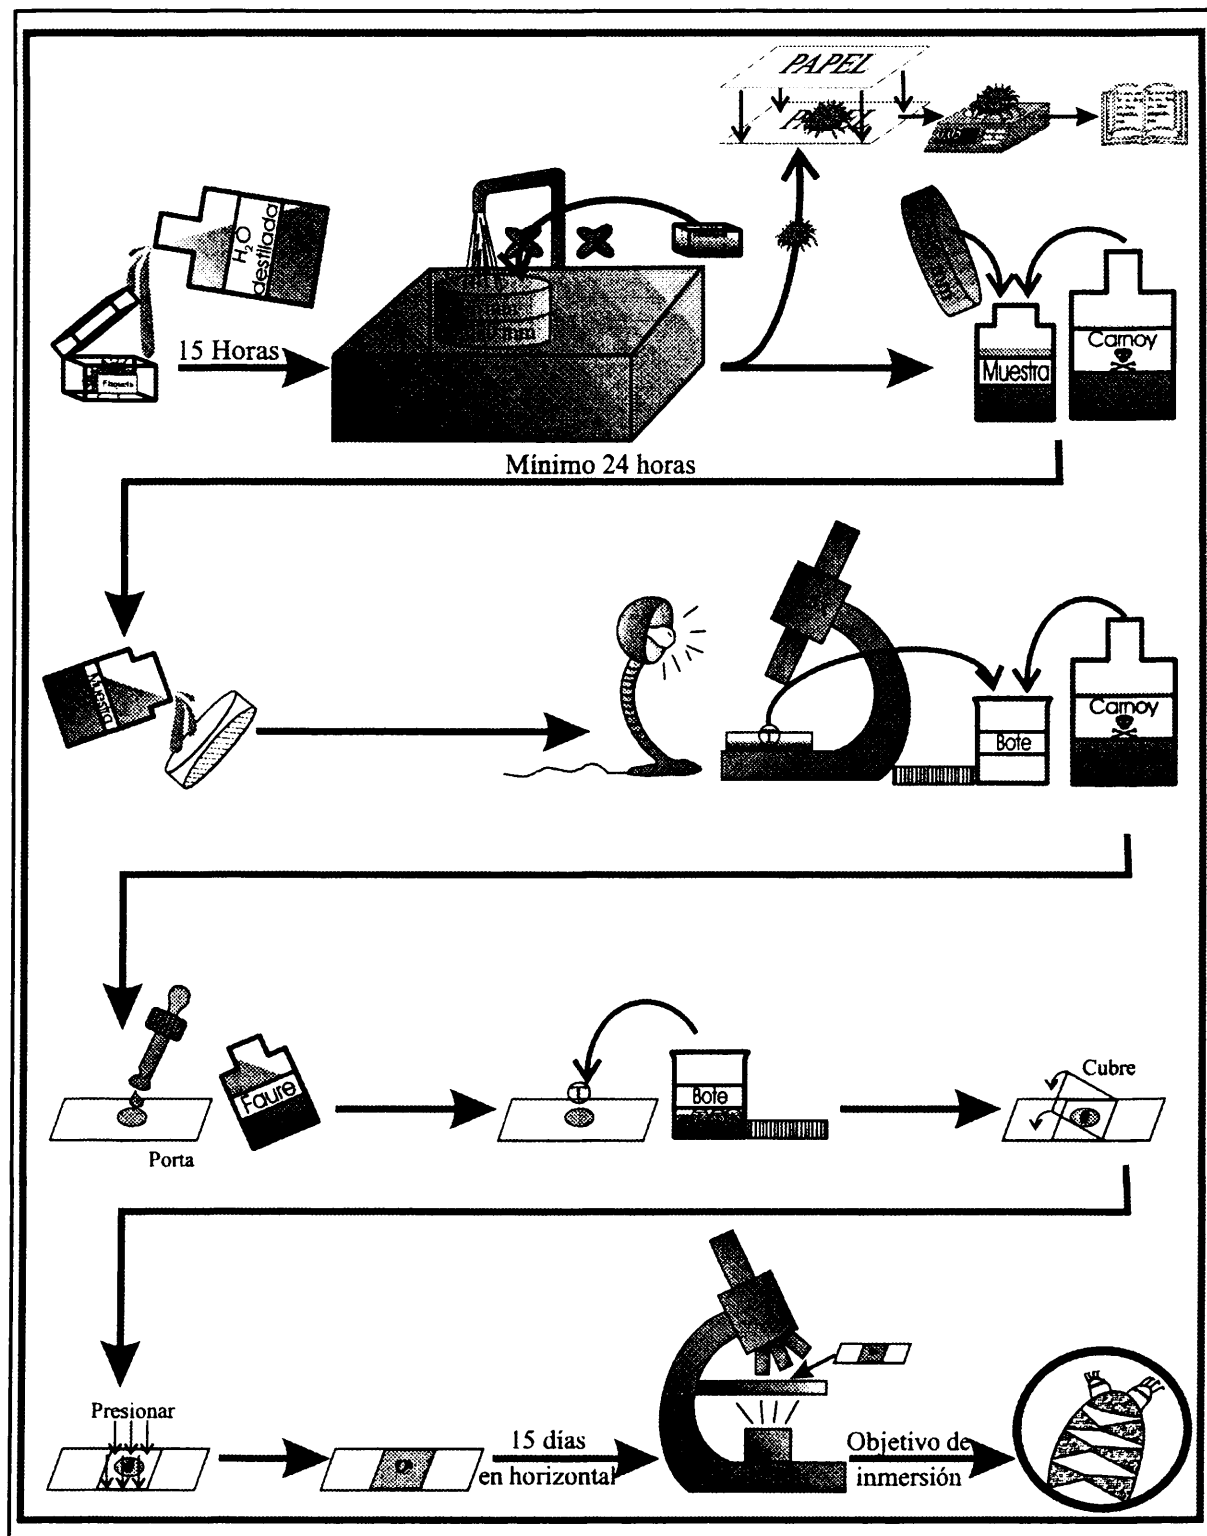 PAPEL
H₂O
destilada
15 Horas
mm
Carnoy
Muestra
Mínimo 24 horas
Muestra
T
Bote
Carnoy
Faure
Porta
T
Bote
Cubre
Presionar
15 días
en horizontal
Objetivo de
inmersión